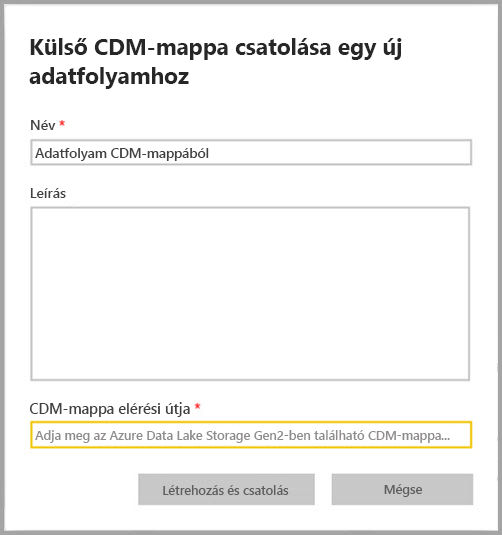 Külső CDM-mappa csatolása egy új
adatfolyamhoz
Név *
Adatfolyam CDM-mappából
Leírás
CDM-mappa elérési útja *
Adja meg az Azure Data Lake Storage Gen2-ben található CDM-mappa...
Létrehozás és csatolás
Mégse